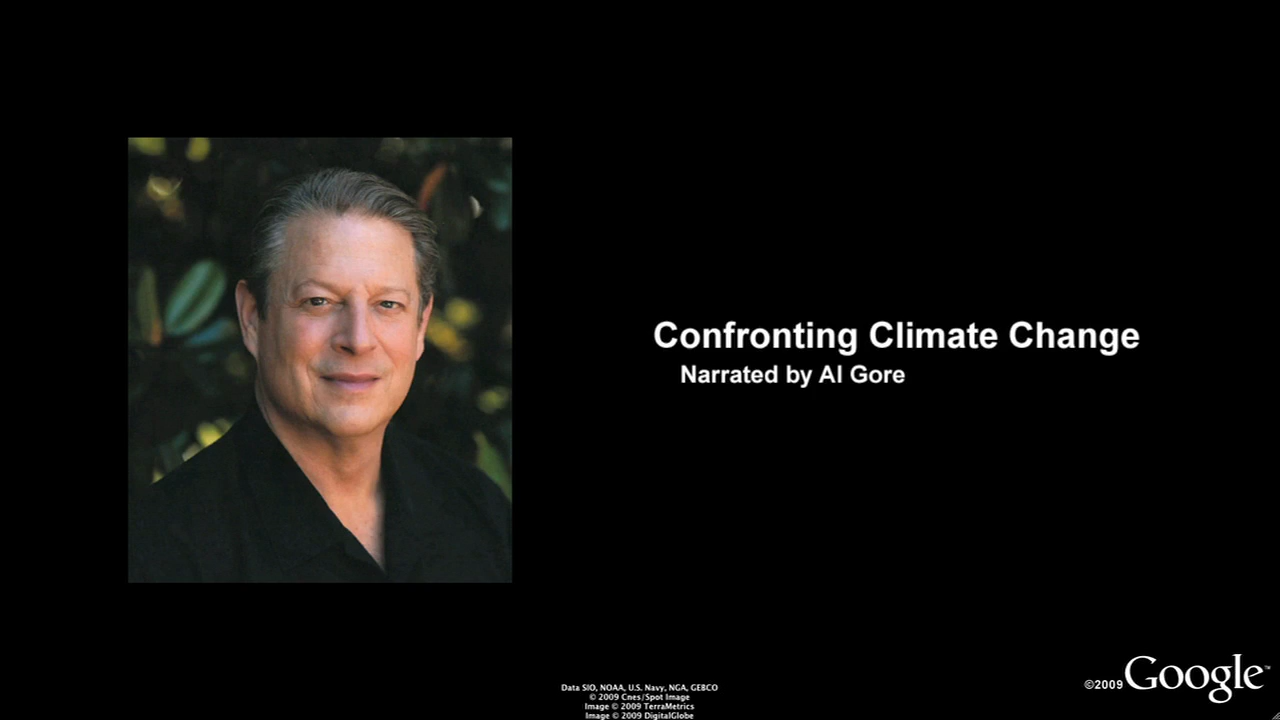 Confronting Climate Change
Narrated by Al Gore
Data SIO, NOAA, U.S. Navy, NGA, GEBCO
© 2009 Cnes/Spot Image
Image © 2009 TerraMetrics
Image © 2009 DigitalGlobe
©2009 Google™